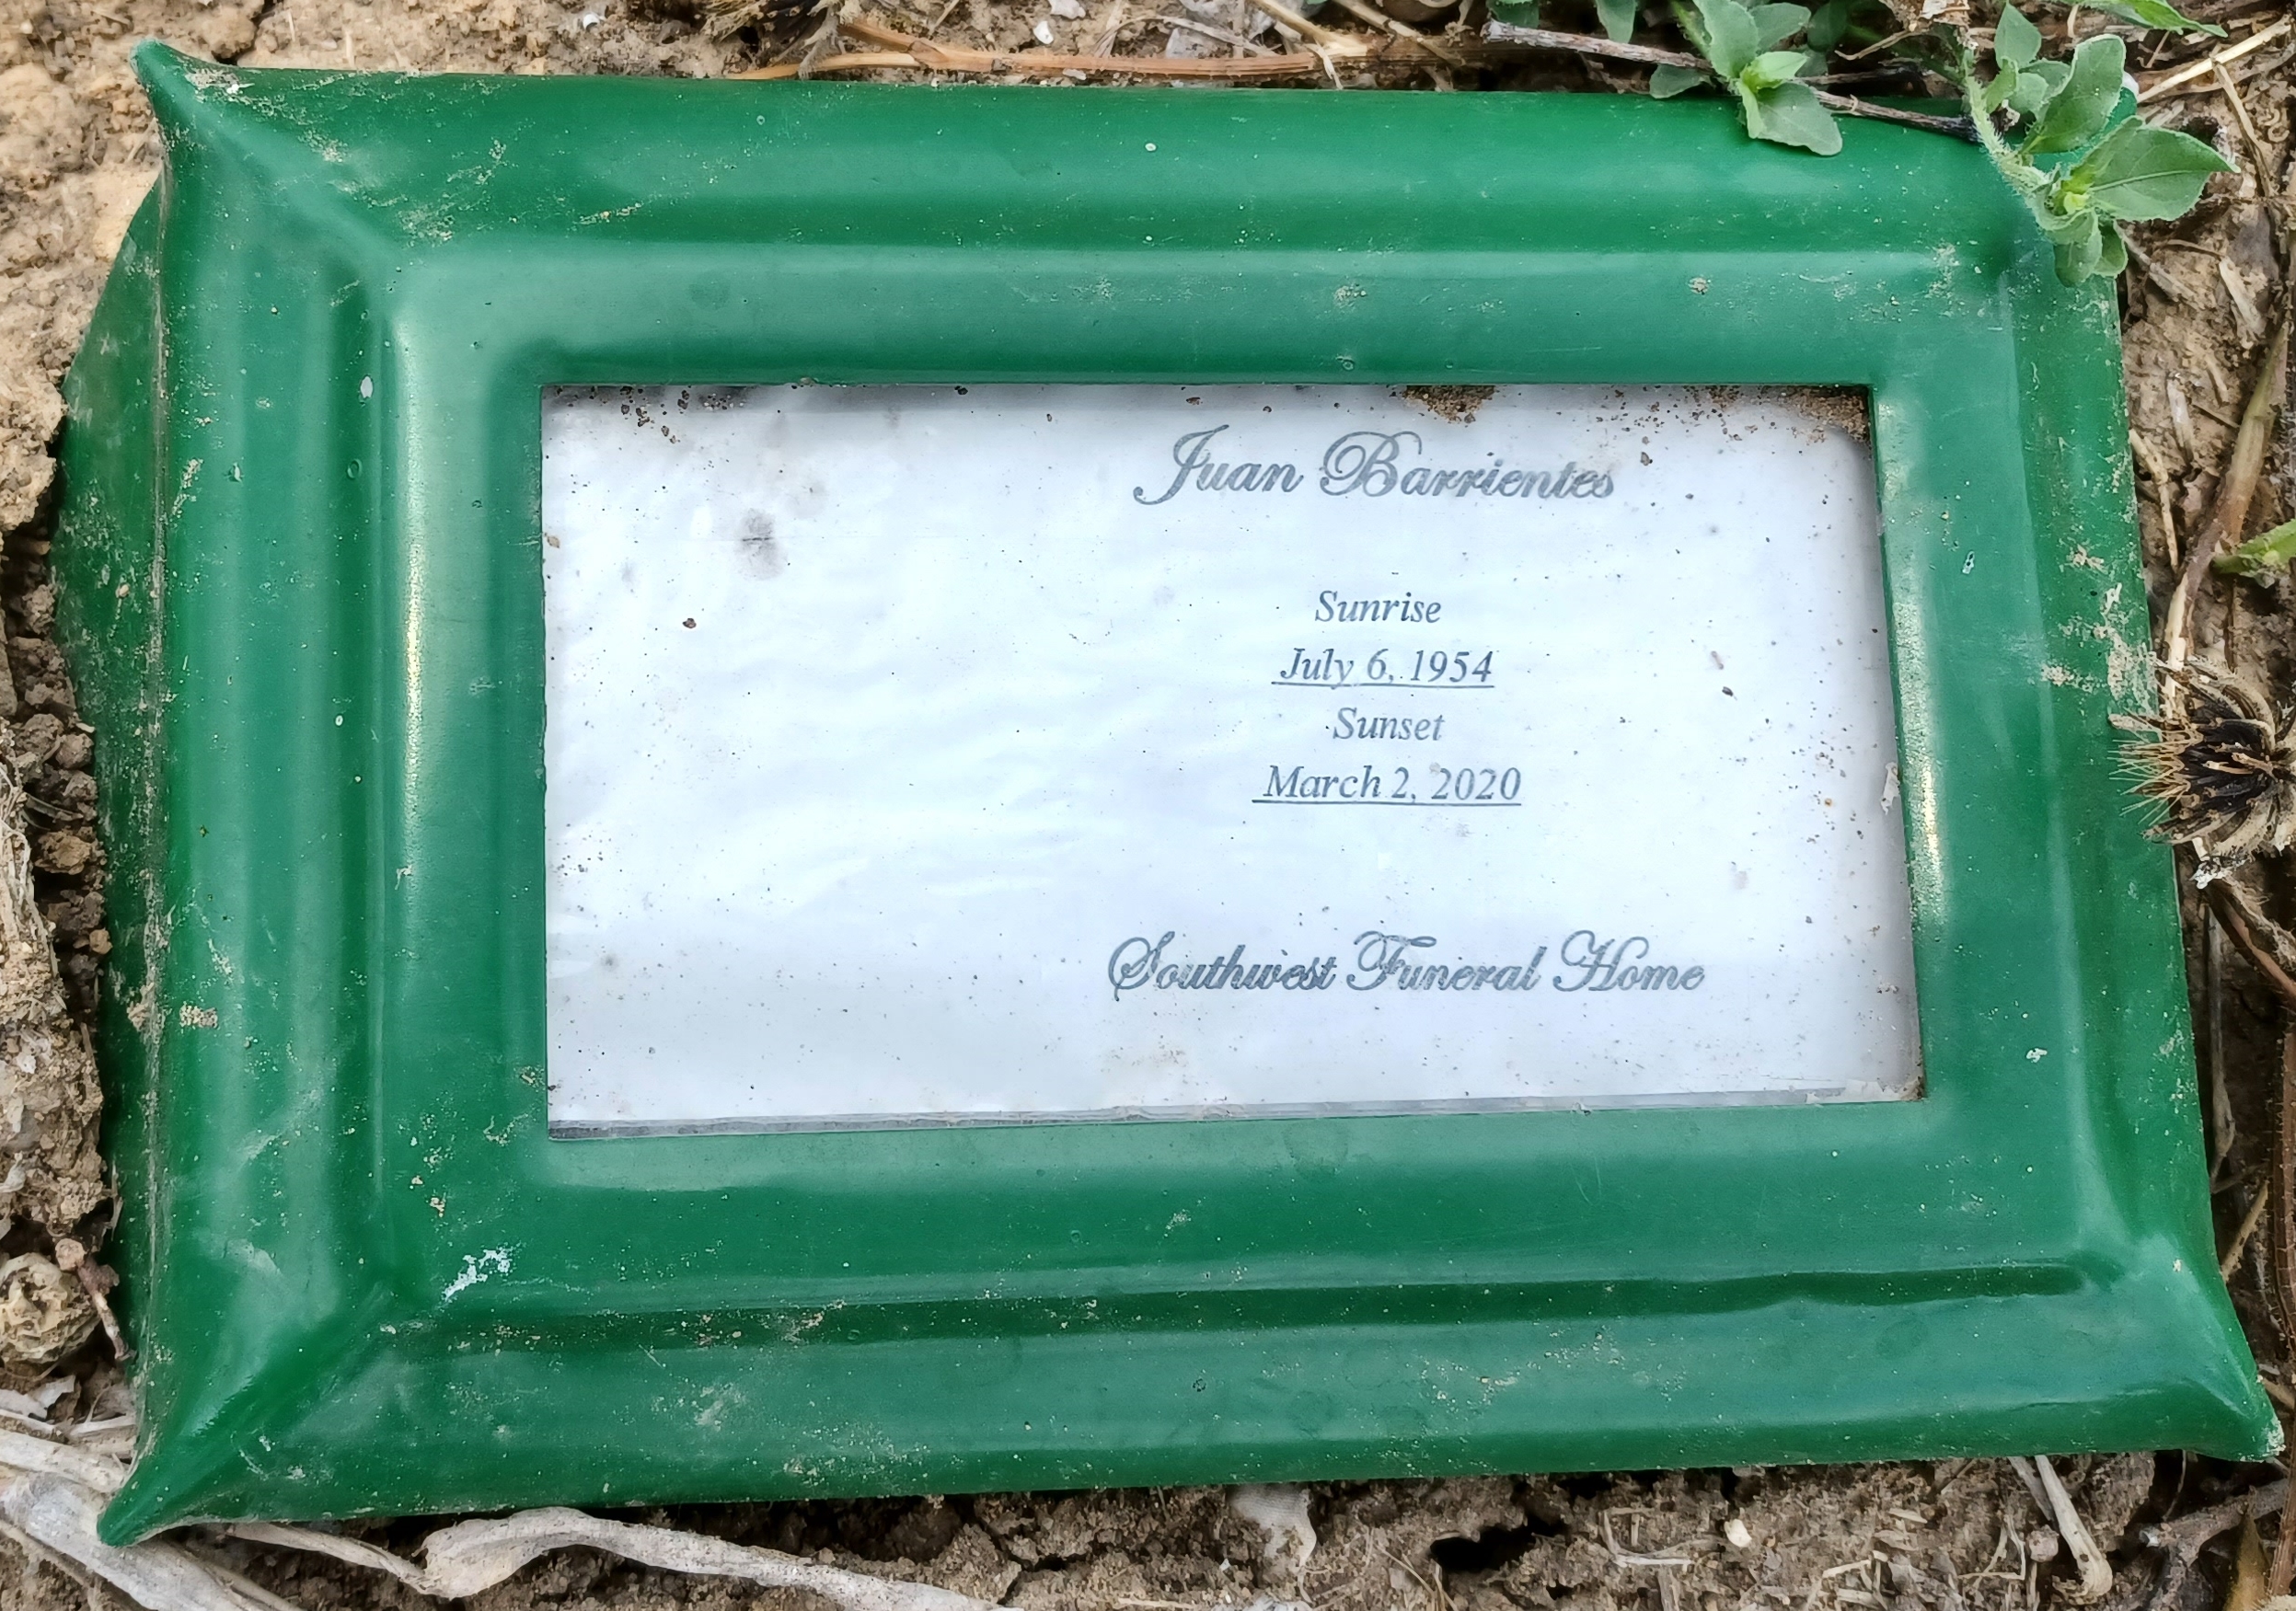 Juan Barrientes
Sunrise
July 6, 1954
Sunset
March 2, 2020
Southwest Funeral Home